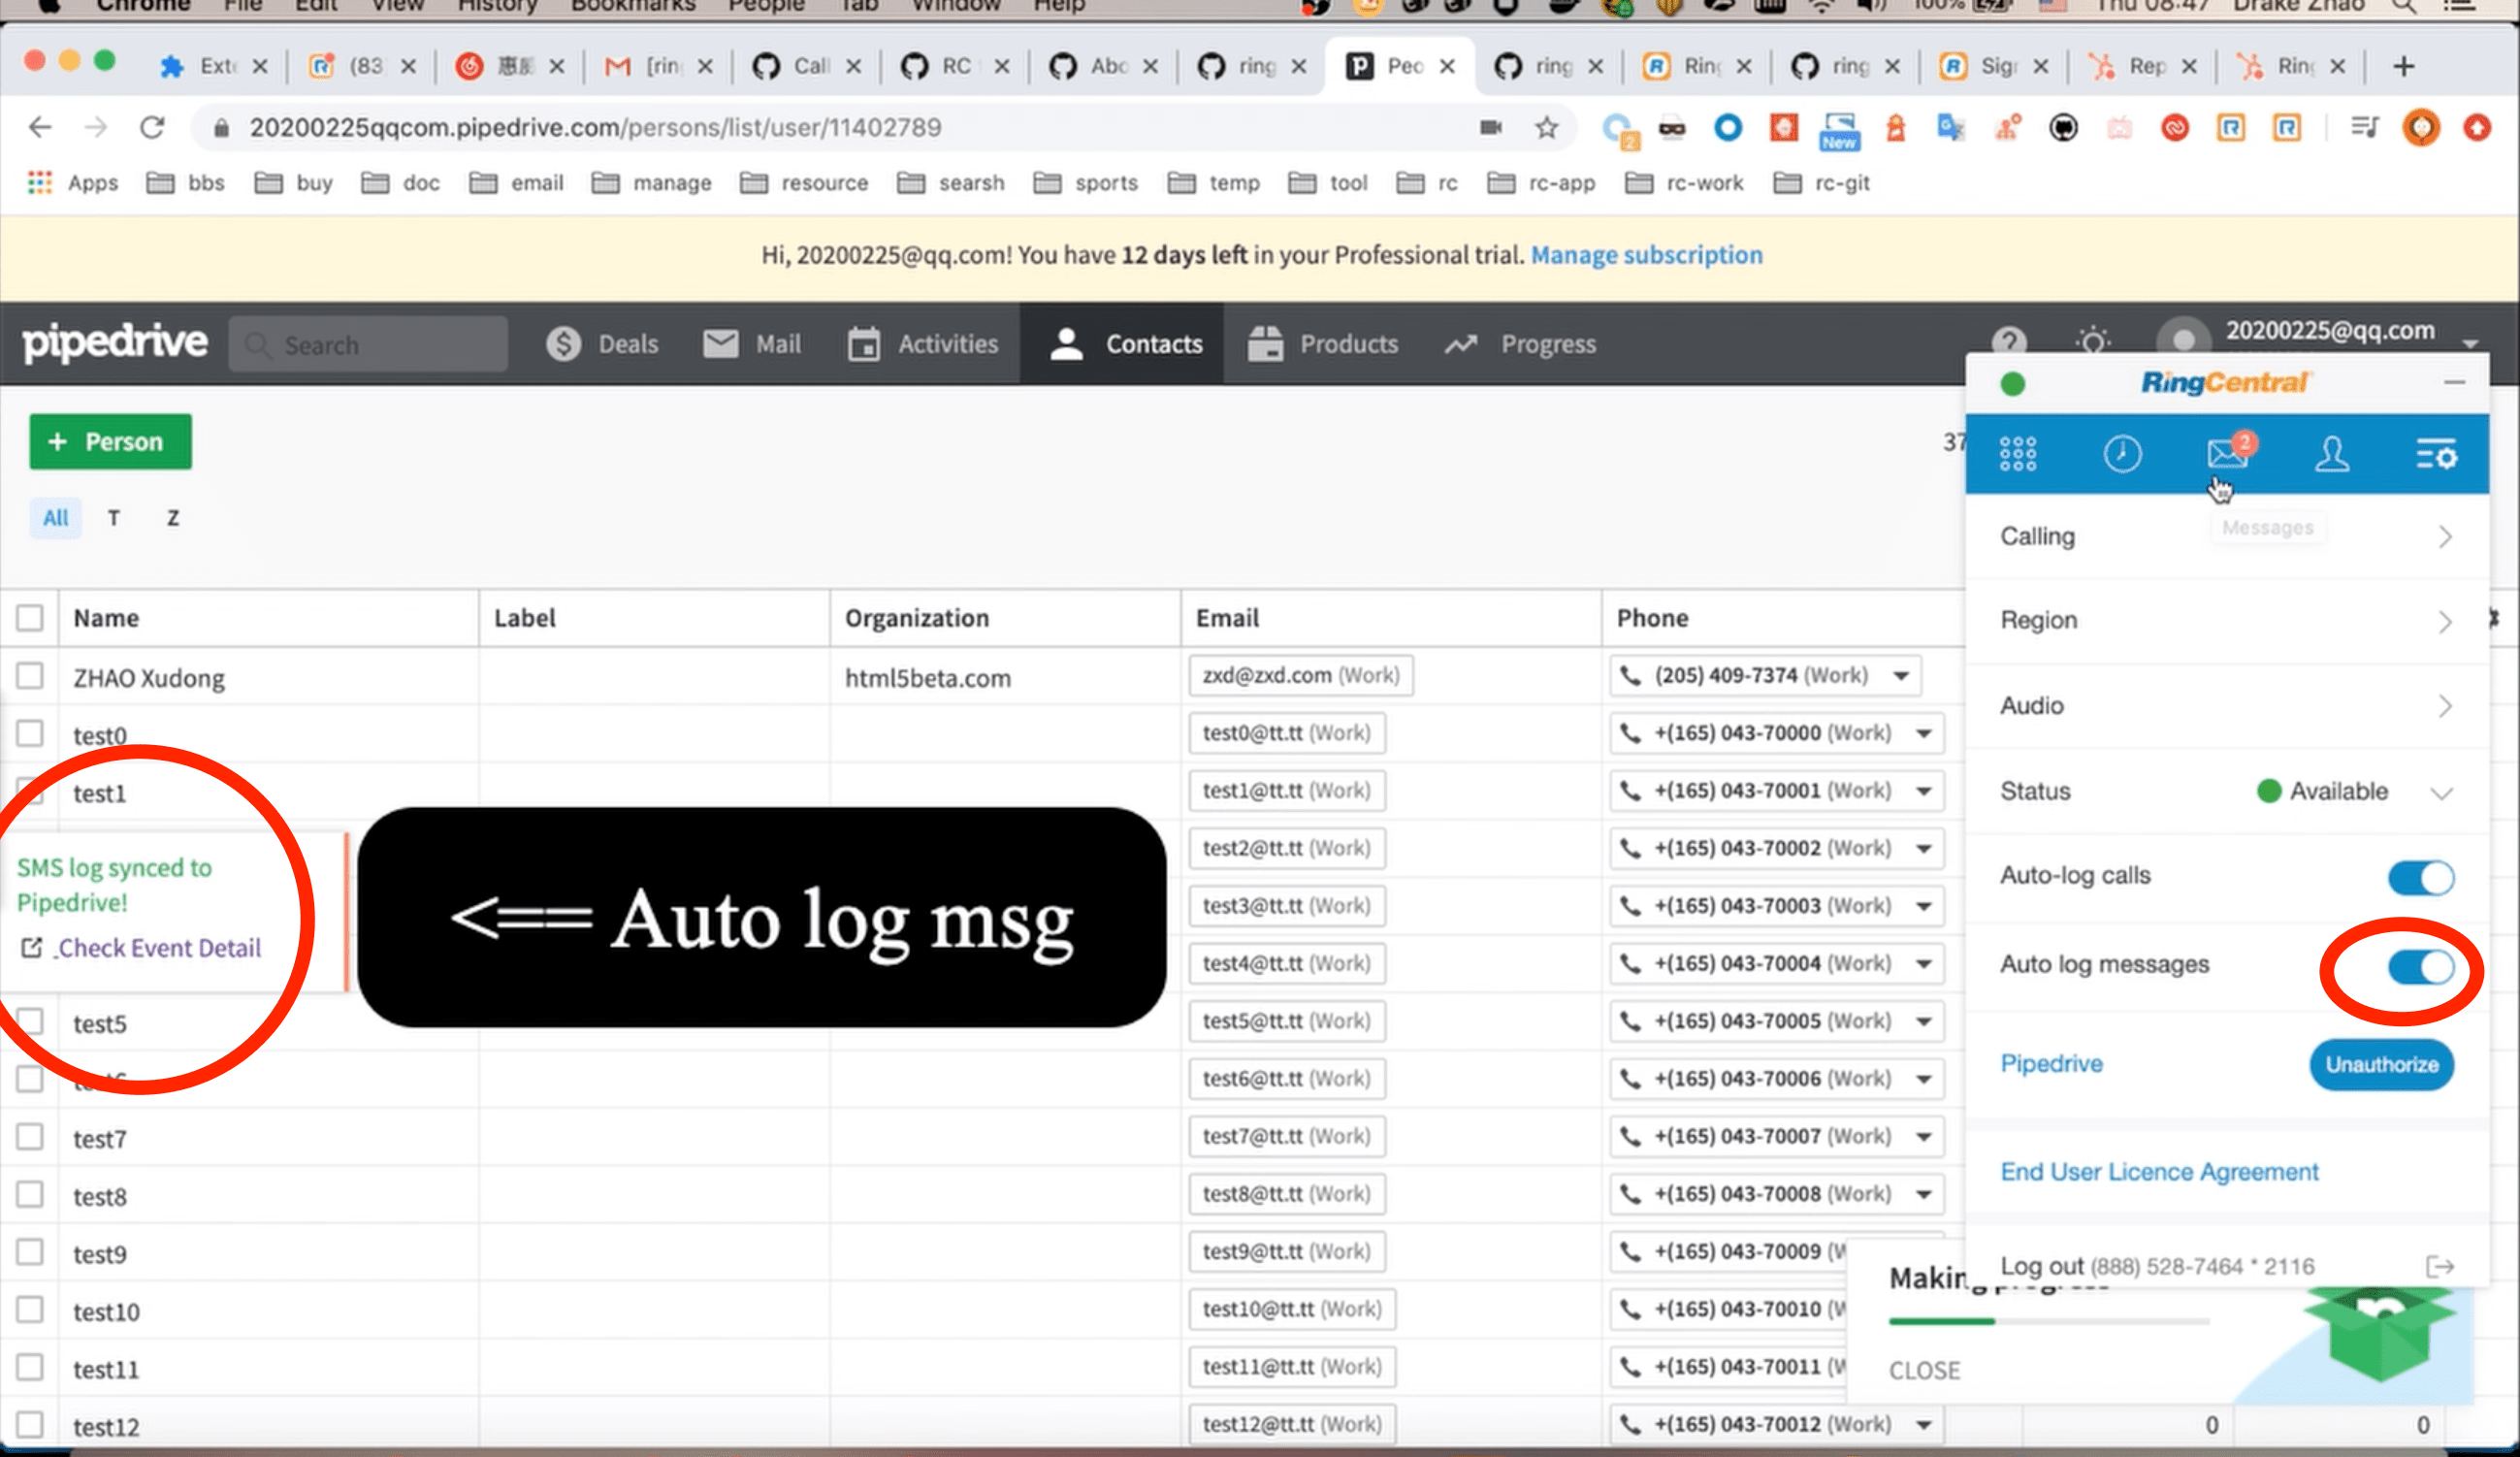 Chrome File Edit View History Bookmarks People Tab Window Help 100% Thu 08:47 Drake Zhao
Ext (83 [rin Call RC Abo ring Peo ring Ring ring Sigr Rep Ring
20200225qqcom.pipedrive.com/persons/list/user/11402789
2 New
Apps bbs buy doc email manage resource searsh sports temp tool rc rc-app rc-work rc-git
Hi, 20200225@qq.com! You have 12 days left in your Professional trial. Manage subscription
pipedrive Search Deals Mail Activities Contacts Products Progress ? 20200225@qq.com
RingCentral
+ Person
37
2
All T Z
Messages
Calling
Region
Audio
Status Available
Auto-log calls
Auto log messages
Pipedrive Unauthorize
End User Licence Agreement
Log out (888) 528-7464 * 2116
Name Label Organization Email Phone
ZHAO Xudong html5beta.com zxd@zxd.com (Work) (205) 409-7374 (Work)
test0 test0@tt.tt (Work) +(165) 043-70000 (Work)
test1 test1@tt.tt (Work) +(165) 043-70001 (Work)
test2@tt.tt (Work) +(165) 043-70002 (Work)
test3@tt.tt (Work) +(165) 043-70003 (Work)
test4@tt.tt (Work) +(165) 043-70004 (Work)
SMS log synced to
Pipedrive!
Check Event Detail
<== Auto log msg
test5 test5@tt.tt (Work) +(165) 043-70005 (Work)
test6@tt.tt (Work) +(165) 043-70006 (Work)
test7 test7@tt.tt (Work) +(165) 043-70007 (Work)
test8 test8@tt.tt (Work) +(165) 043-70008 (Work)
test9 test9@tt.tt (Work) +(165) 043-70009 (W
test10 test10@tt.tt (Work) +(165) 043-70010 (W
test11 test11@tt.tt (Work) +(165) 043-70011 (W
test12 test12@tt.tt (Work) +(165) 043-70012 (Work) 0 0
Making progress
CLOSE